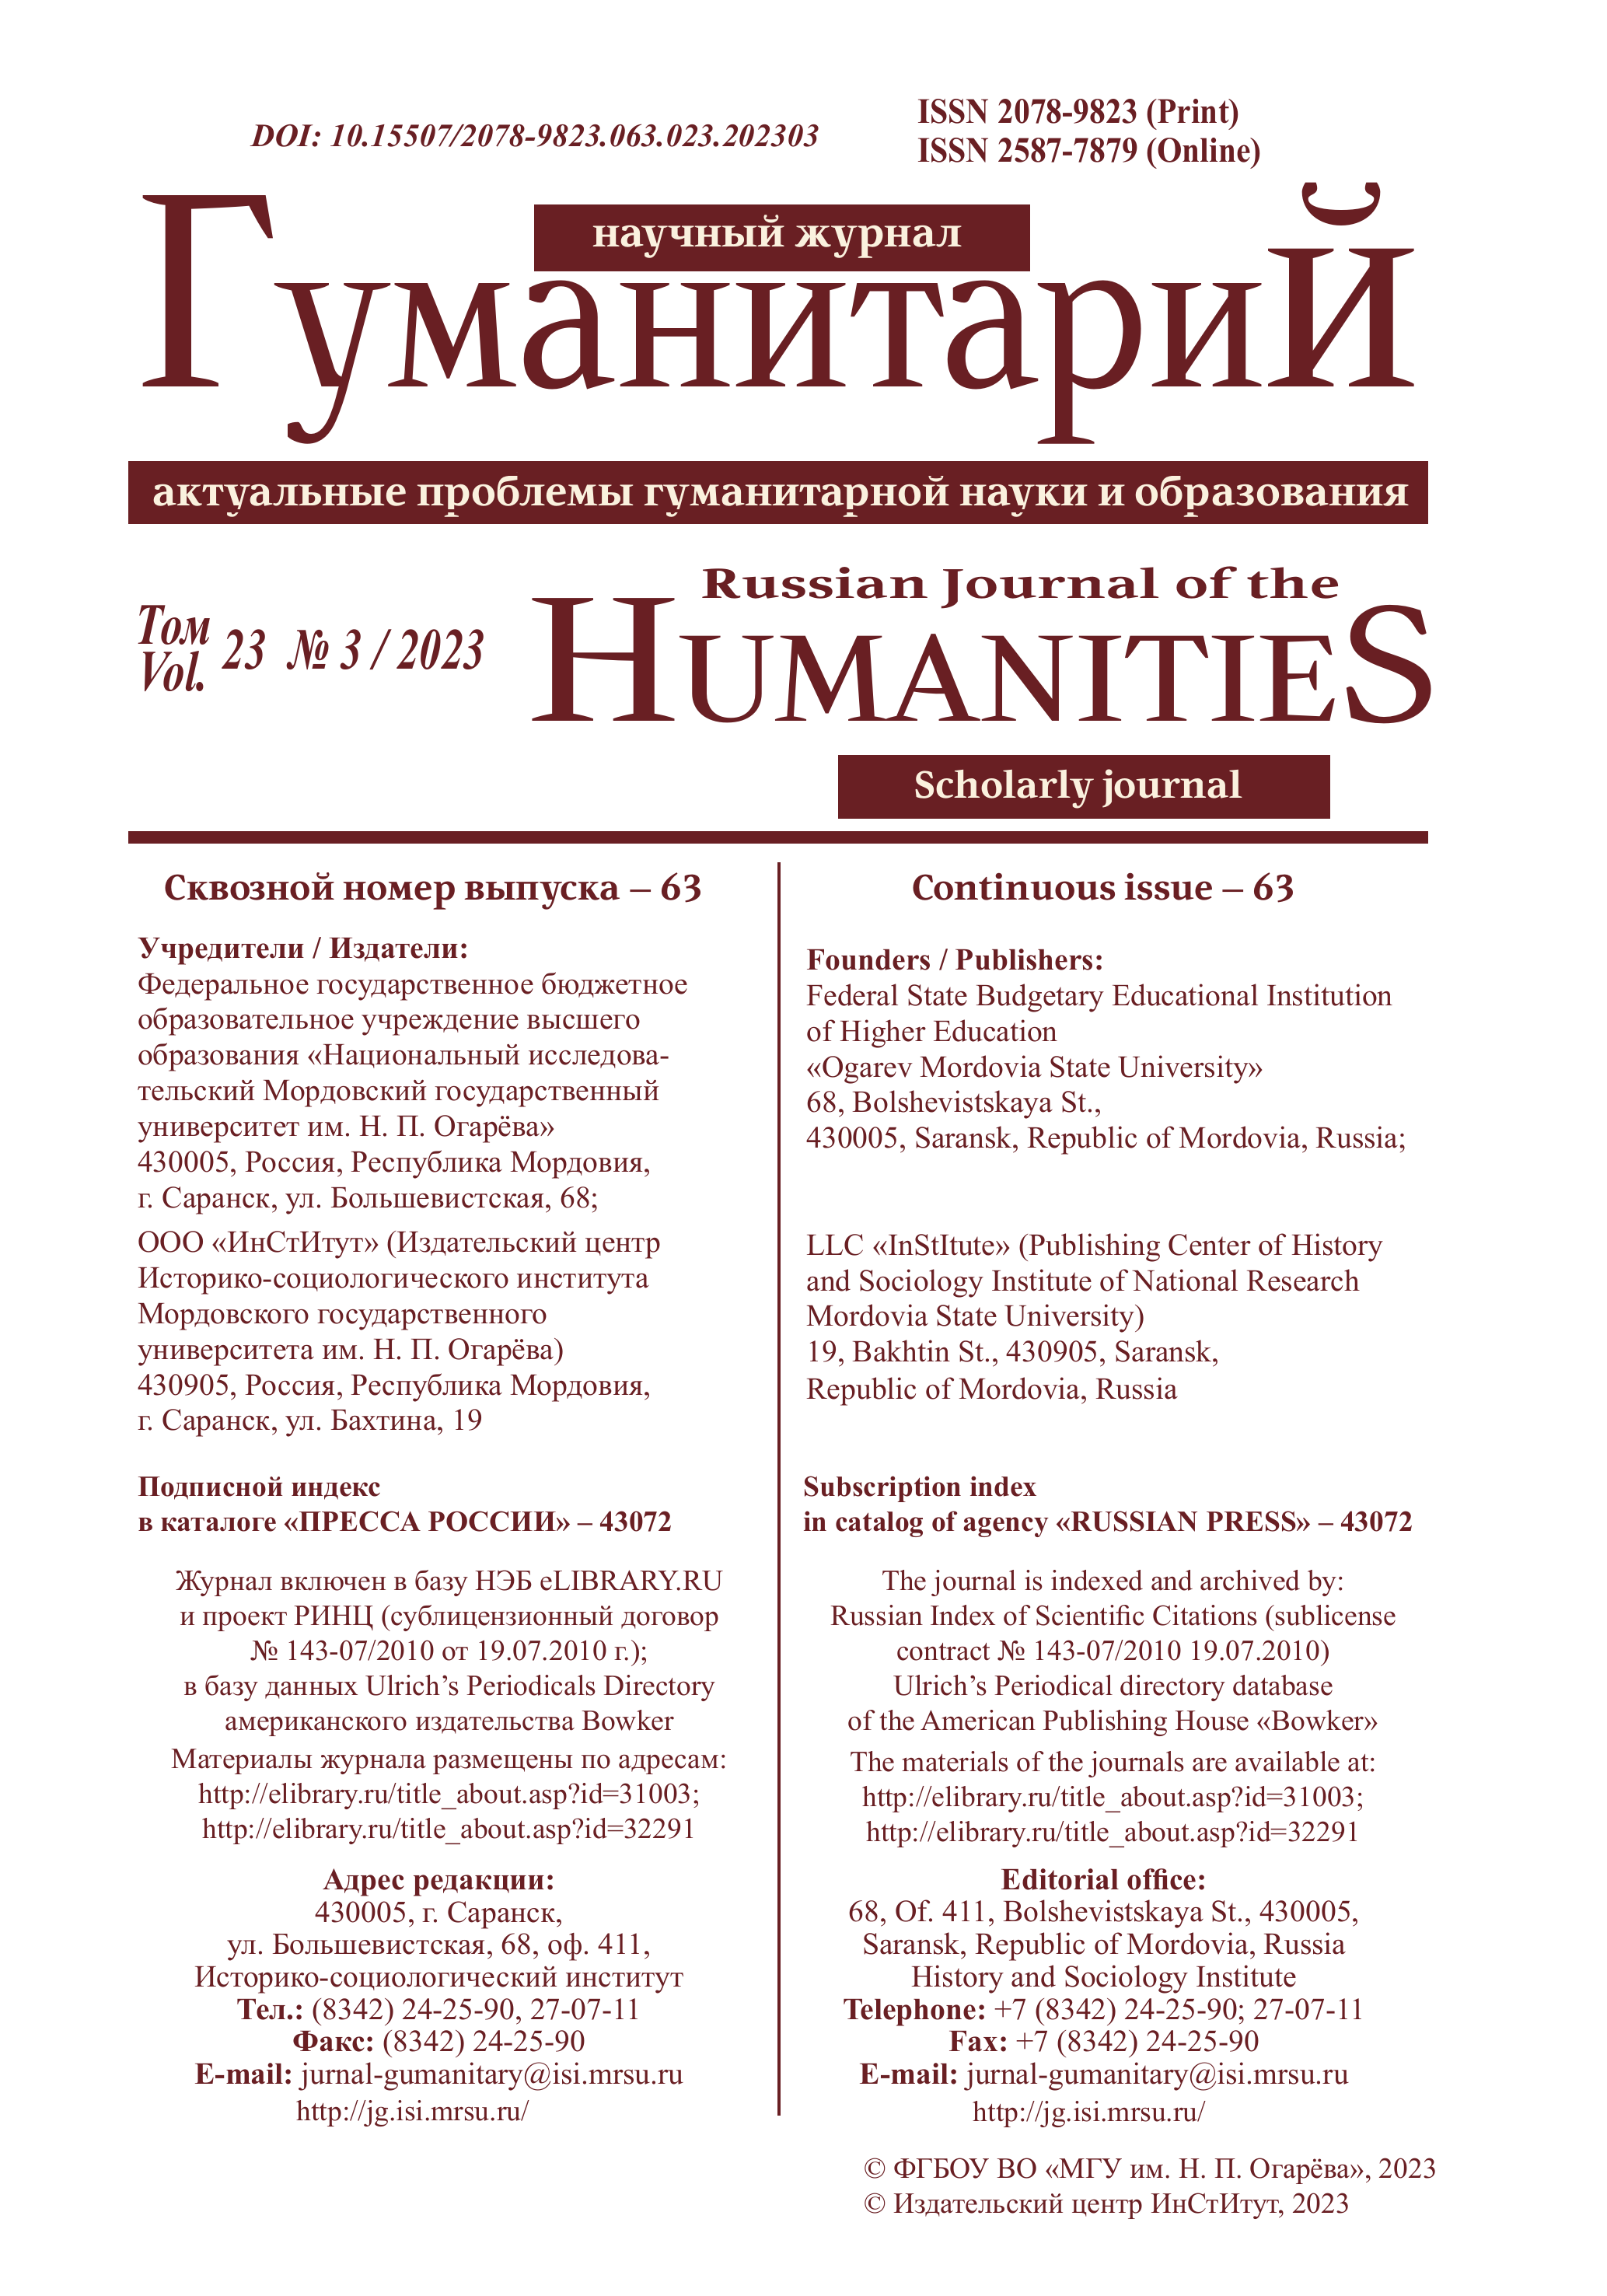 DOI: 10.15507/2078-9823.063.023.202303
ISSN 2078-9823 (Print)
ISSN 2587-7879 (Online)
научный журнал
Гуманитарий
актуальные проблемы гуманитарной науки и образования
Том
Vol.
23 № 3 / 2023
Russian Journal of the
HUMANITIES
Scholarly journal
Сквозной номер выпуска – 63
Учредители / Издатели:
Федеральное государственное бюджетное
образовательное учреждение высшего
образования «Национальный исследова-
тельский Мордовский государственный
университет им. Н. П. Огарёва»
430005, Россия, Республика Мордовия,
г. Саранск, ул. Большевистская, 68;
ООО «ИнСтИтут» (Издательский центр
Историко-социологического института
Мордовского государственного
университета им. Н. П. Огарёва)
430905, Россия, Республика Мордовия,
г. Саранск, ул. Бахтина, 19
Подписной индекс
в каталоге «ПРЕССА РОССИИ» – 43072
Журнал включен в базу НЭБ eLIBRARY.RU
и проект РИНЦ (сублицензионный договор
№ 143-07/2010 от 19.07.2010 г.);
в базу данных Ulrich’s Periodicals Directory
американского издательства Bowker
Материалы журнала размещены по адресам:
http://elibrary.ru/title_about.asp?id=31003;
http://elibrary.ru/title_about.asp?id=32291
Адрес редакции:
430005, г. Саранск,
ул. Большевистская, 68, оф. 411,
Историко-социологический институт
Тел.: (8342) 24-25-90, 27-07-11
Факс: (8342) 24-25-90
E-mail: jurnal-gumanitary@isi.mrsu.ru
http://jg.isi.mrsu.ru/
Continuous issue – 63
Founders / Publishers:
Federal State Budgetary Educational Institution
of Higher Education
«Ogarev Mordovia State University»
68, Bolshevistskaya St.,
430005, Saransk, Republic of Mordovia, Russia;
LLC «InStItute» (Publishing Center of History
and Sociology Institute of National Research
Mordovia State University)
19, Bakhtin St., 430905, Saransk,
Republic of Mordovia, Russia
Subscription index
in catalog of agency «RUSSIAN PRESS» – 43072
The journal is indexed and archived by:
Russian Index of Scientific Citations (sublicense
contract № 143-07/2010 19.07.2010)
Ulrich’s Periodical directory database
of the American Publishing House «Bowker»
The materials of the journals are available at:
http://elibrary.ru/title_about.asp?id=31003;
http://elibrary.ru/title_about.asp?id=32291
Editorial office:
68, Of. 411, Bolshevistskaya St., 430005,
Saransk, Republic of Mordovia, Russia
History and Sociology Institute
Telephone: +7 (8342) 24-25-90; 27-07-11
Fax: +7 (8342) 24-25-90
E-mail: jurnal-gumanitary@isi.mrsu.ru
http://jg.isi.mrsu.ru/
© ФГБОУ ВО «МГУ им. Н. П. Огарёва», 2023
© Издательский центр ИнСтИтут, 2023